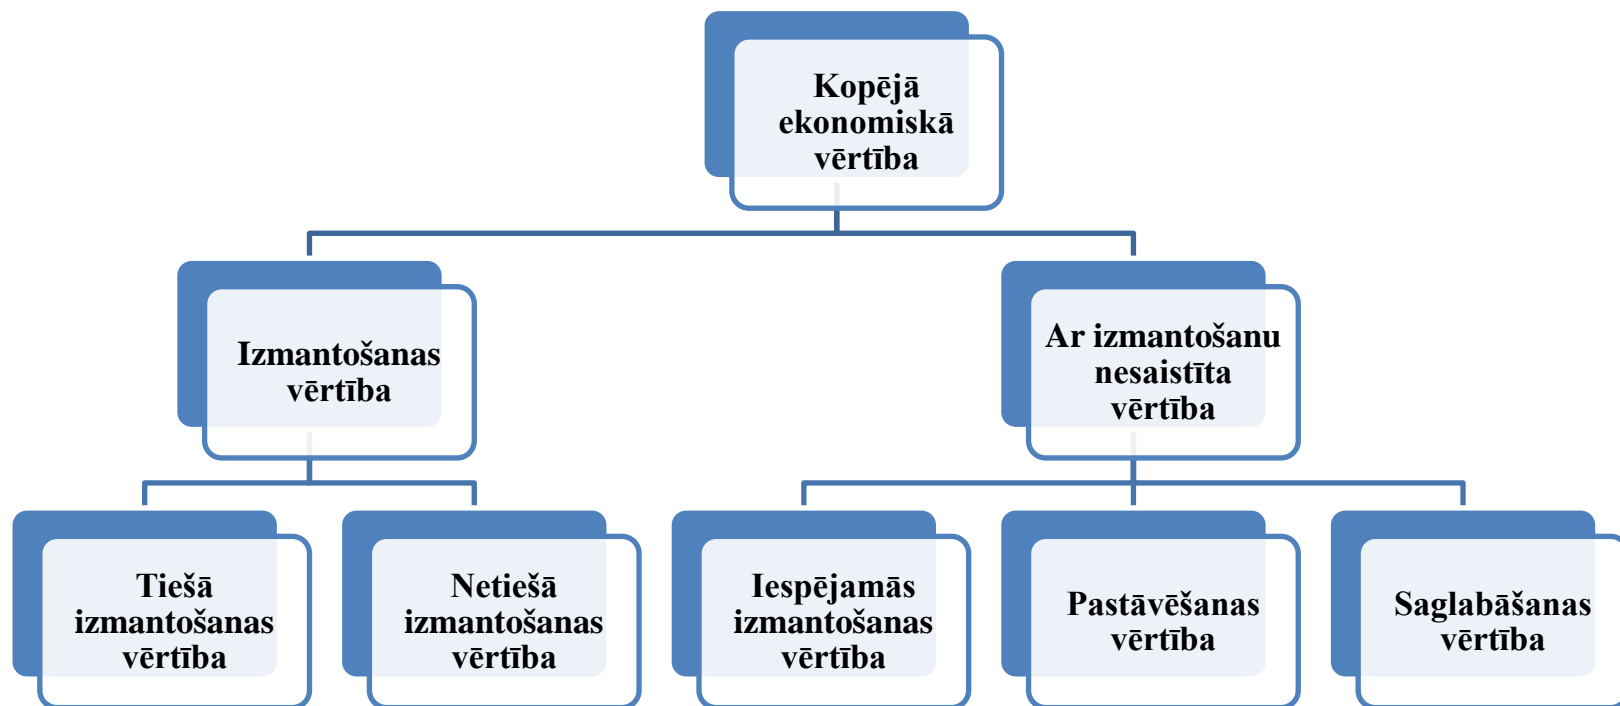 Kopējā
ekonomiskā
vērtība
Izmantošanas
vērtība
Ar izmantošanu
nesaistīta
vērtība
Tiešā
izmantošanas
vērtība
Netiešā
izmantošanas
vērtība
Iespējamās
izmantošanas
vērtība
Pastāvēšanas
vērtība
Saglabāšanas
vērtība